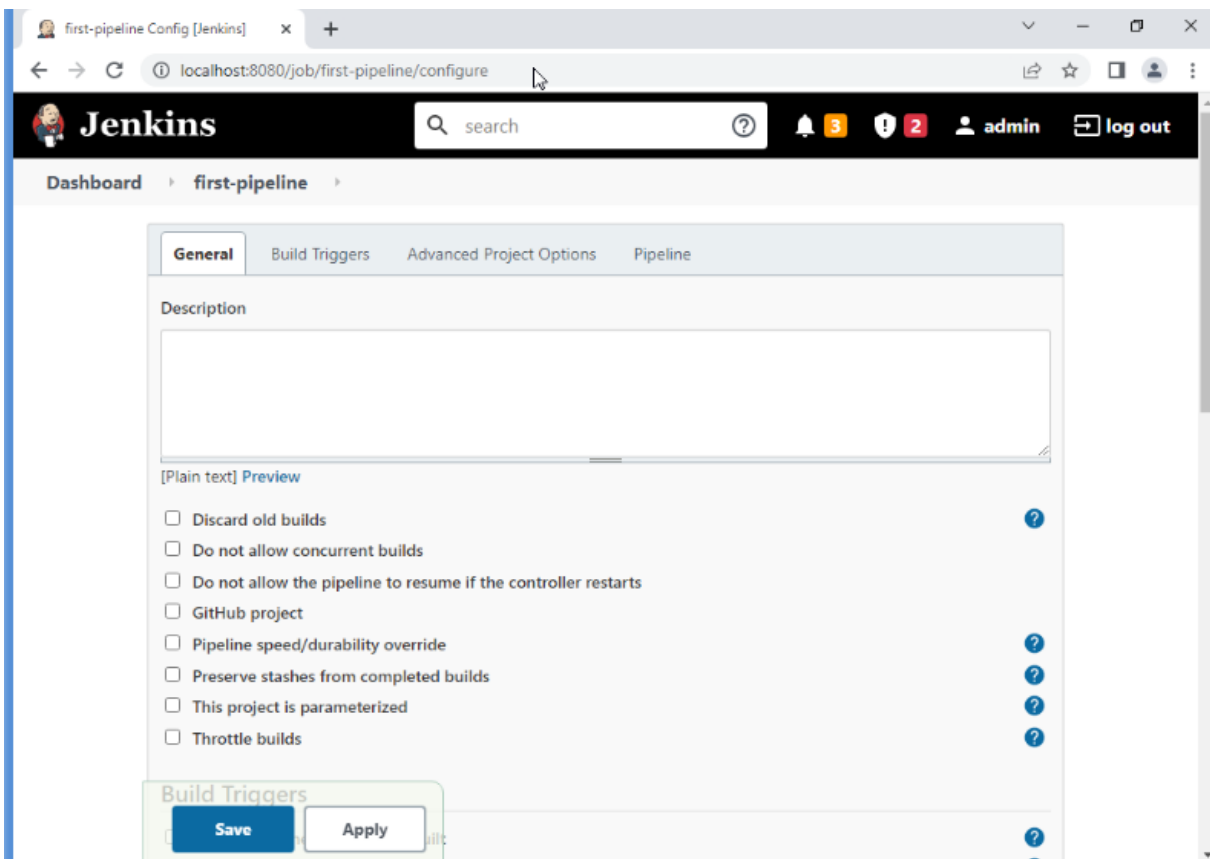 first-pipeline Config [Jenkins]
localhost:8080/job/first-pipeline/configure
Jenkins search 3 2 admin log out
Dashboard first-pipeline
General Build Triggers Advanced Project Options Pipeline
Description
[Plain text] Preview
Discard old builds
Do not allow concurrent builds
Do not allow the pipeline to resume if the controller restarts
GitHub project
Pipeline speed/durability override
Preserve stashes from completed builds
This project is parameterized
Throttle builds
Build Triggers
Save Apply